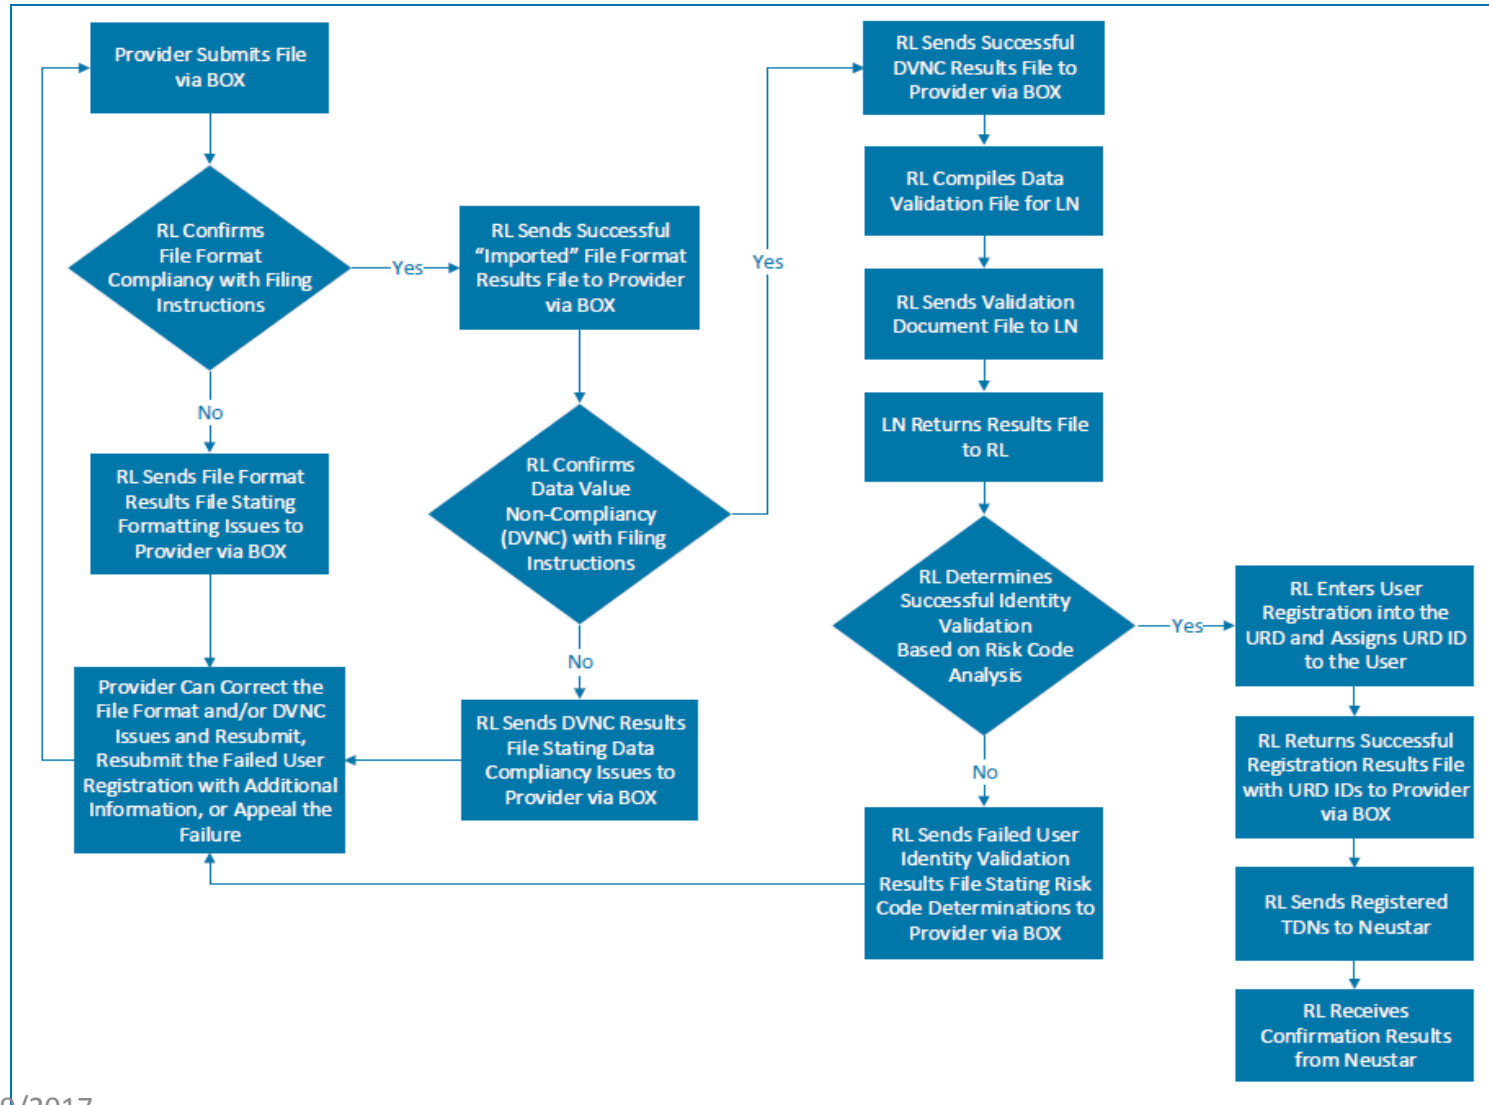 Provider Submits File
via BOX
RL Confirms
File Format
Compliancy with Filing
Instructions
Yes
No
RL Sends File Format
Results File Stating
Formatting Issues to
Provider via BOX
Provider Can Correct the
File Format and/or DVNC
Issues and Resubmit,
Resubmit the Failed User
Registration with Additional
Information, or Appeal the
Failure
RL Sends Successful
"Imported" File Format
Results File to Provider
via BOX
RL Confirms
Data Value
Non-Compliancy
(DVNC) with Filing
Instructions
Yes
No
RL Sends DVNC Results
File Stating Data
Compliancy Issues to
Provider via BOX
RL Sends Successful
DVNC Results File to
Provider via BOX
RL Compiles Data
Validation File for LN
RL Sends Validation
Document File to LN
LN Returns Results File
to RL
RL Determines
Successful Identity
Validation
Based on Risk Code
Analysis
Yes
No
RL Sends Failed User
Identity Validation
Results File Stating Risk
Code Determinations to
Provider via BOX
RL Enters User
Registration into the
URD and Assigns URD ID
to the User
RL Returns Successful
Registration Results File
with URD IDs to Provider
via BOX
RL Sends Registered
TDNs to Neustar
RL Receives
Confirmation Results
from Neustar
/2017